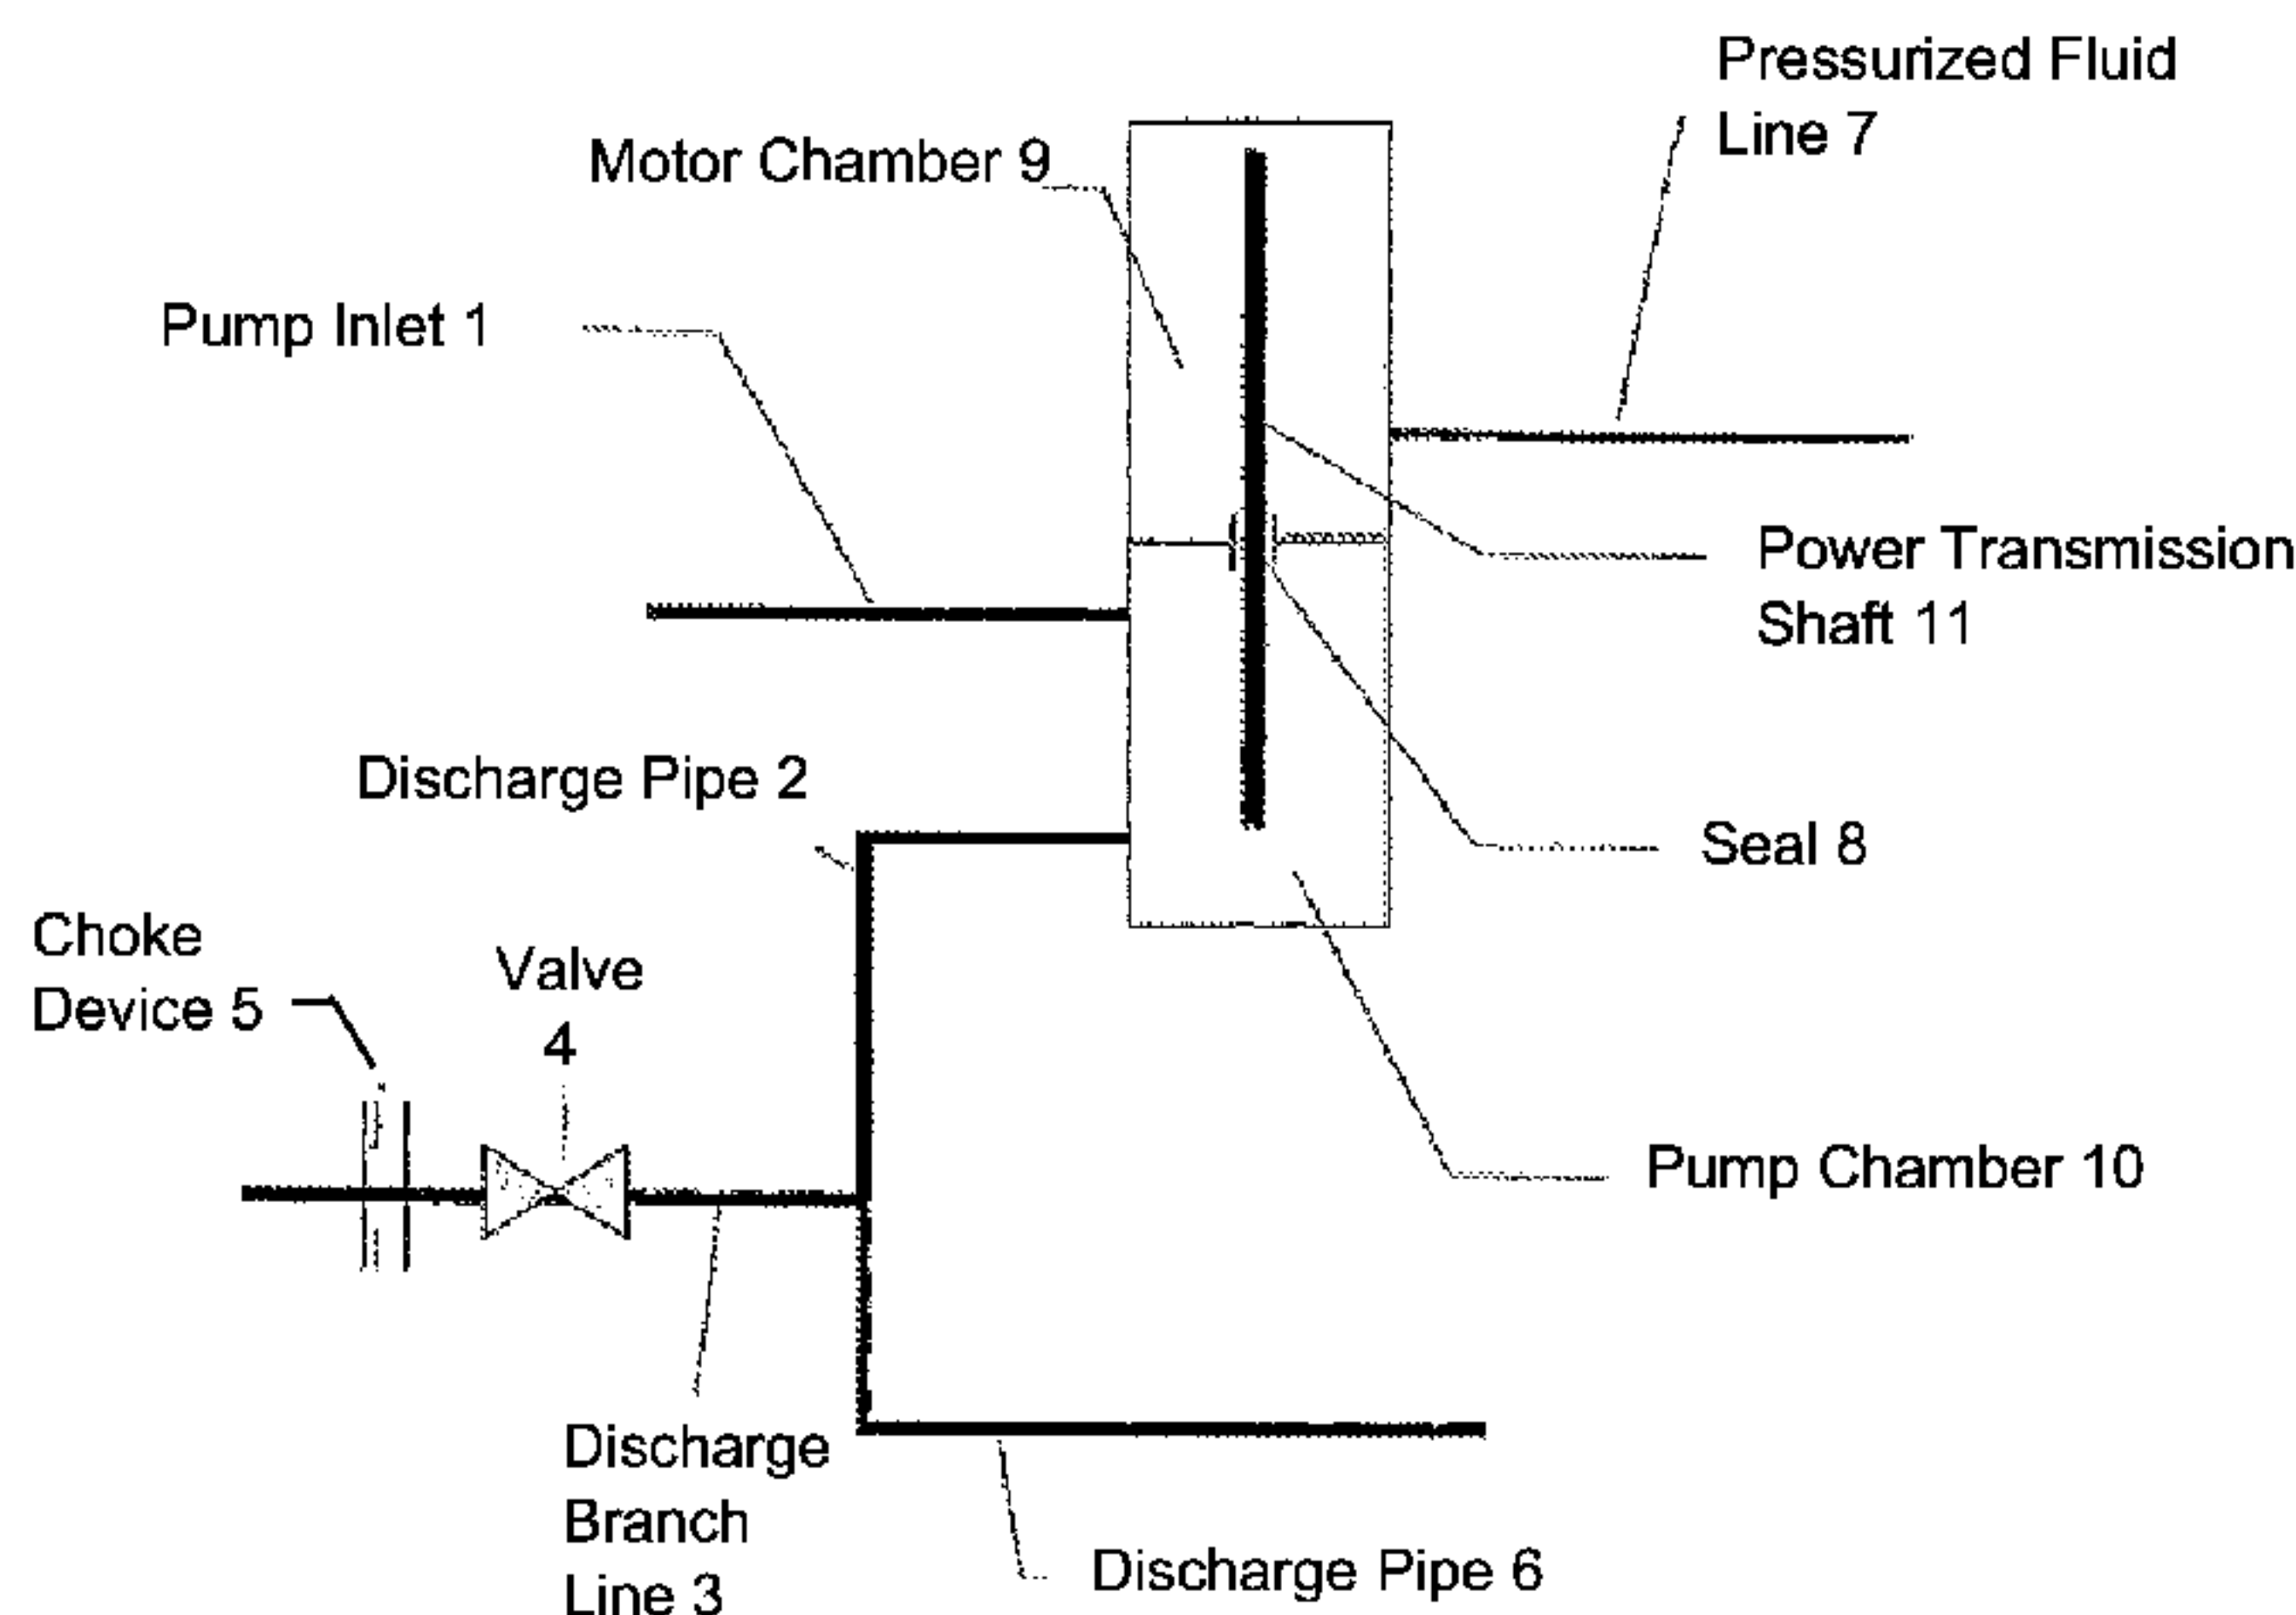 Pressurized Fluid
Line 7
Motor Chamber 9
Pump Inlet 1
Power Transmission
Shaft 11
Discharge Pipe 2
Seal 8
Choke
Device 5
Valve
4
Pump Chamber 10
Discharge
Branch
Line 3
Discharge Pipe 6